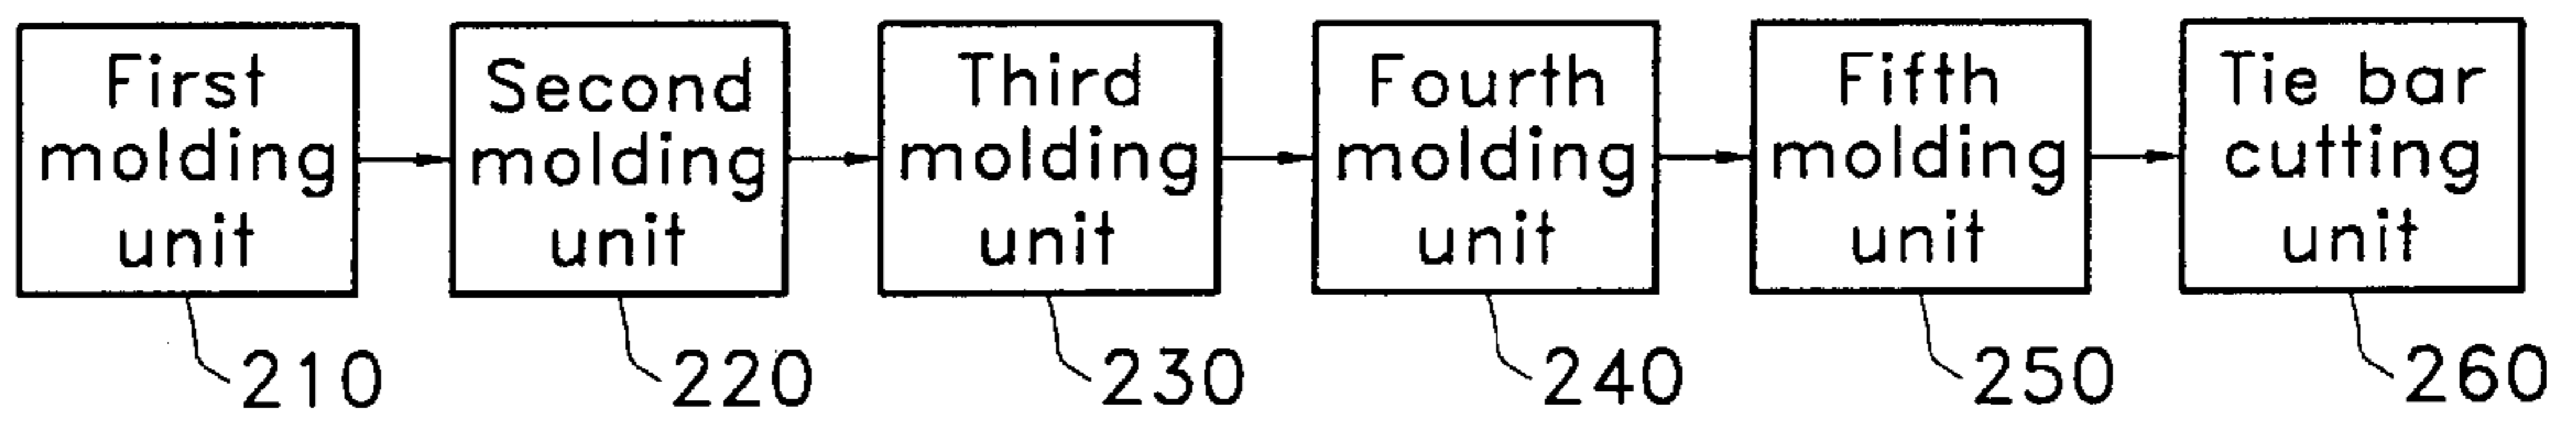 First
molding
unit
Second
molding
unit
Third
molding
unit
Fourth
molding
unit
Fifth
molding
unit
Tie bar
cutting
unit
210
220
230
240
250
260